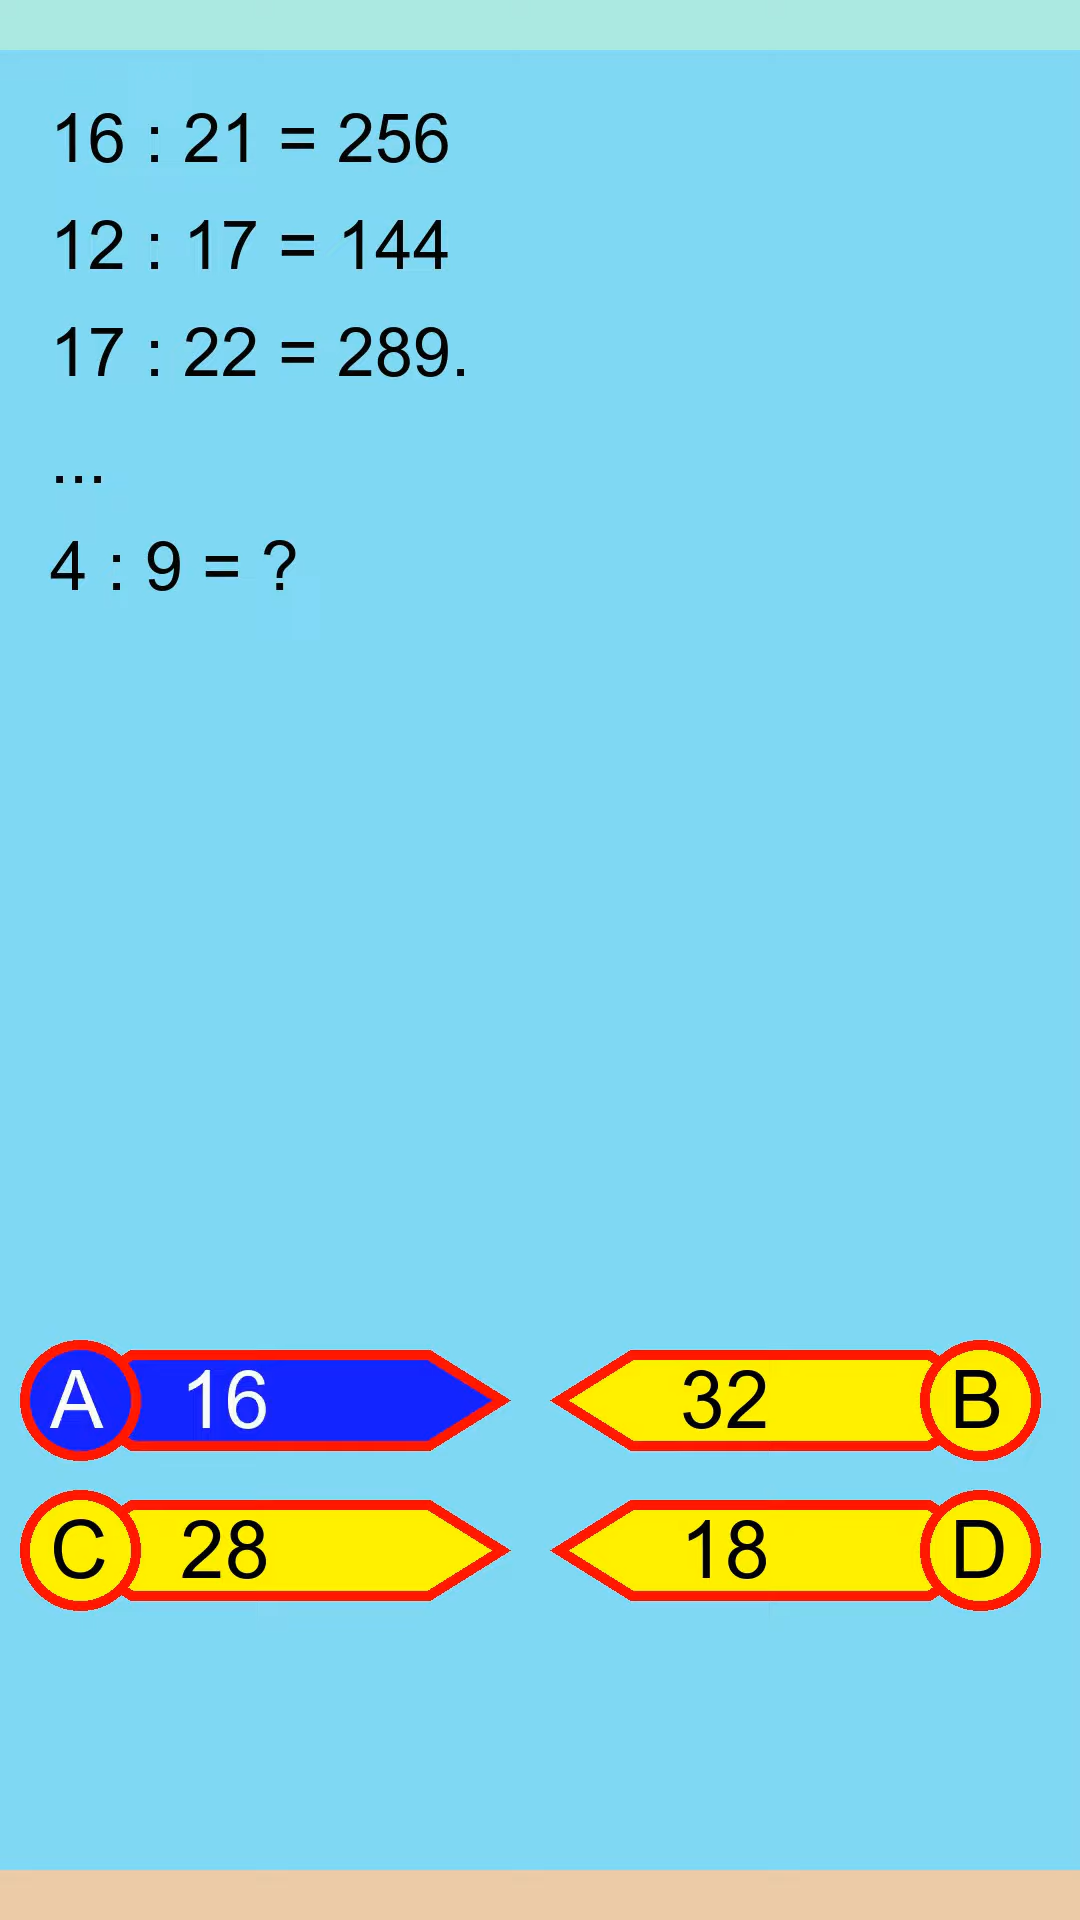 16 : 21 = 256
12 : 17 = 144
17 : 22 = 289.
...
4 : 9 = ?
A 16
32 B
C 28
18 D